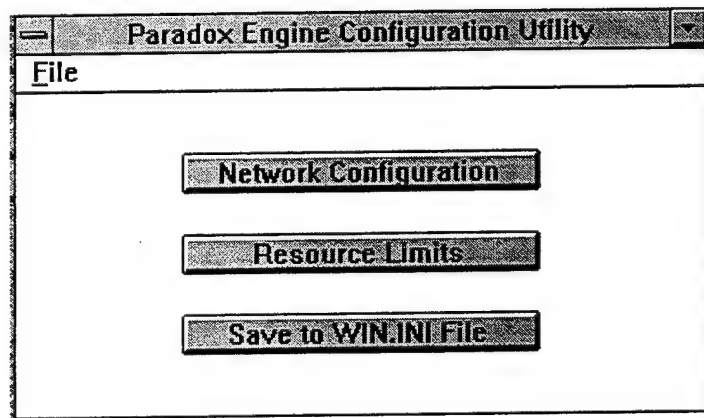 Paradox Engine Configuration Utility
File
Network Configuration
Resource Limits
Save to WIN.INI File